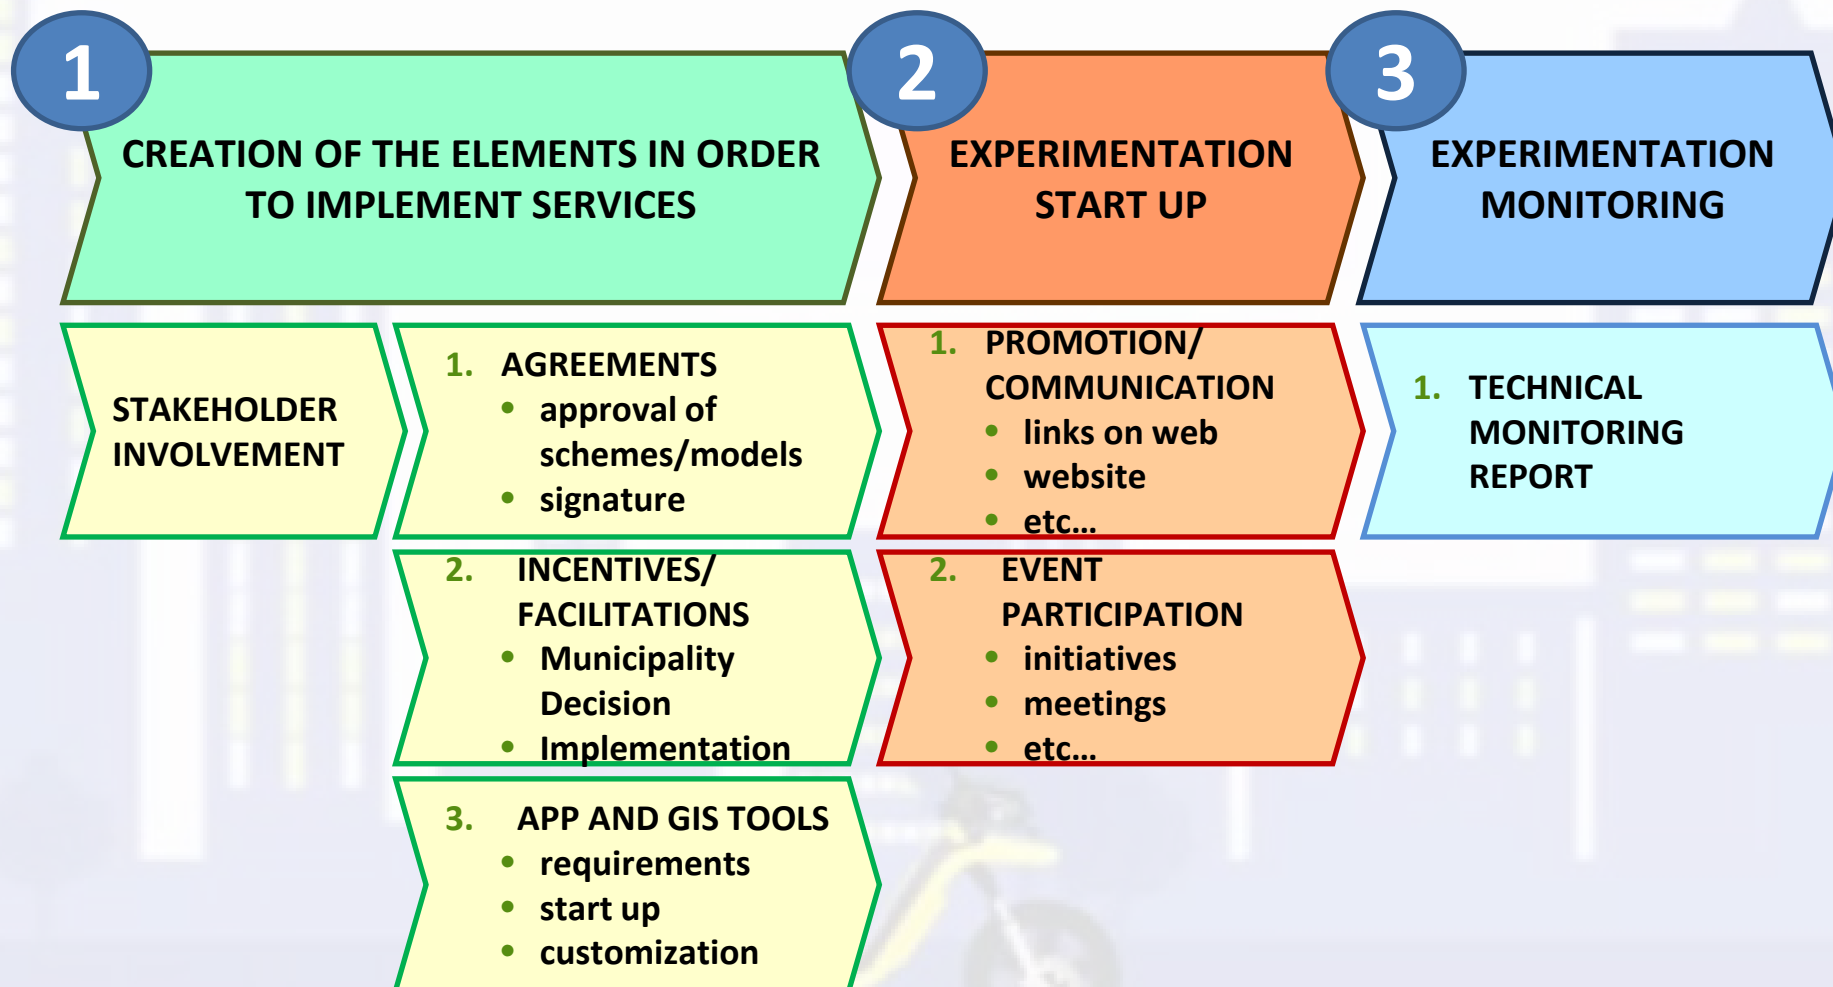 1
CREATION OF THE ELEMENTS IN ORDER
TO IMPLEMENT SERVICES
2
EXPERIMENTATION
START UP
3
EXPERIMENTATION
MONITORING
STAKEHOLDER
INVOLVEMENT
1. AGREEMENTS
• approval of
schemes/models
• signature
2. INCENTIVES/
FACILITATIONS
• Municipality
Decision
• Implementation
3. APP AND GIS TOOLS
• requirements
• start up
• customization
1. PROMOTION/
COMMUNICATION
• links on web
• website
• etc...
2. EVENT
PARTICIPATION
• initiatives
• meetings
• etc...
1. TECHNICAL
MONITORING
REPORT